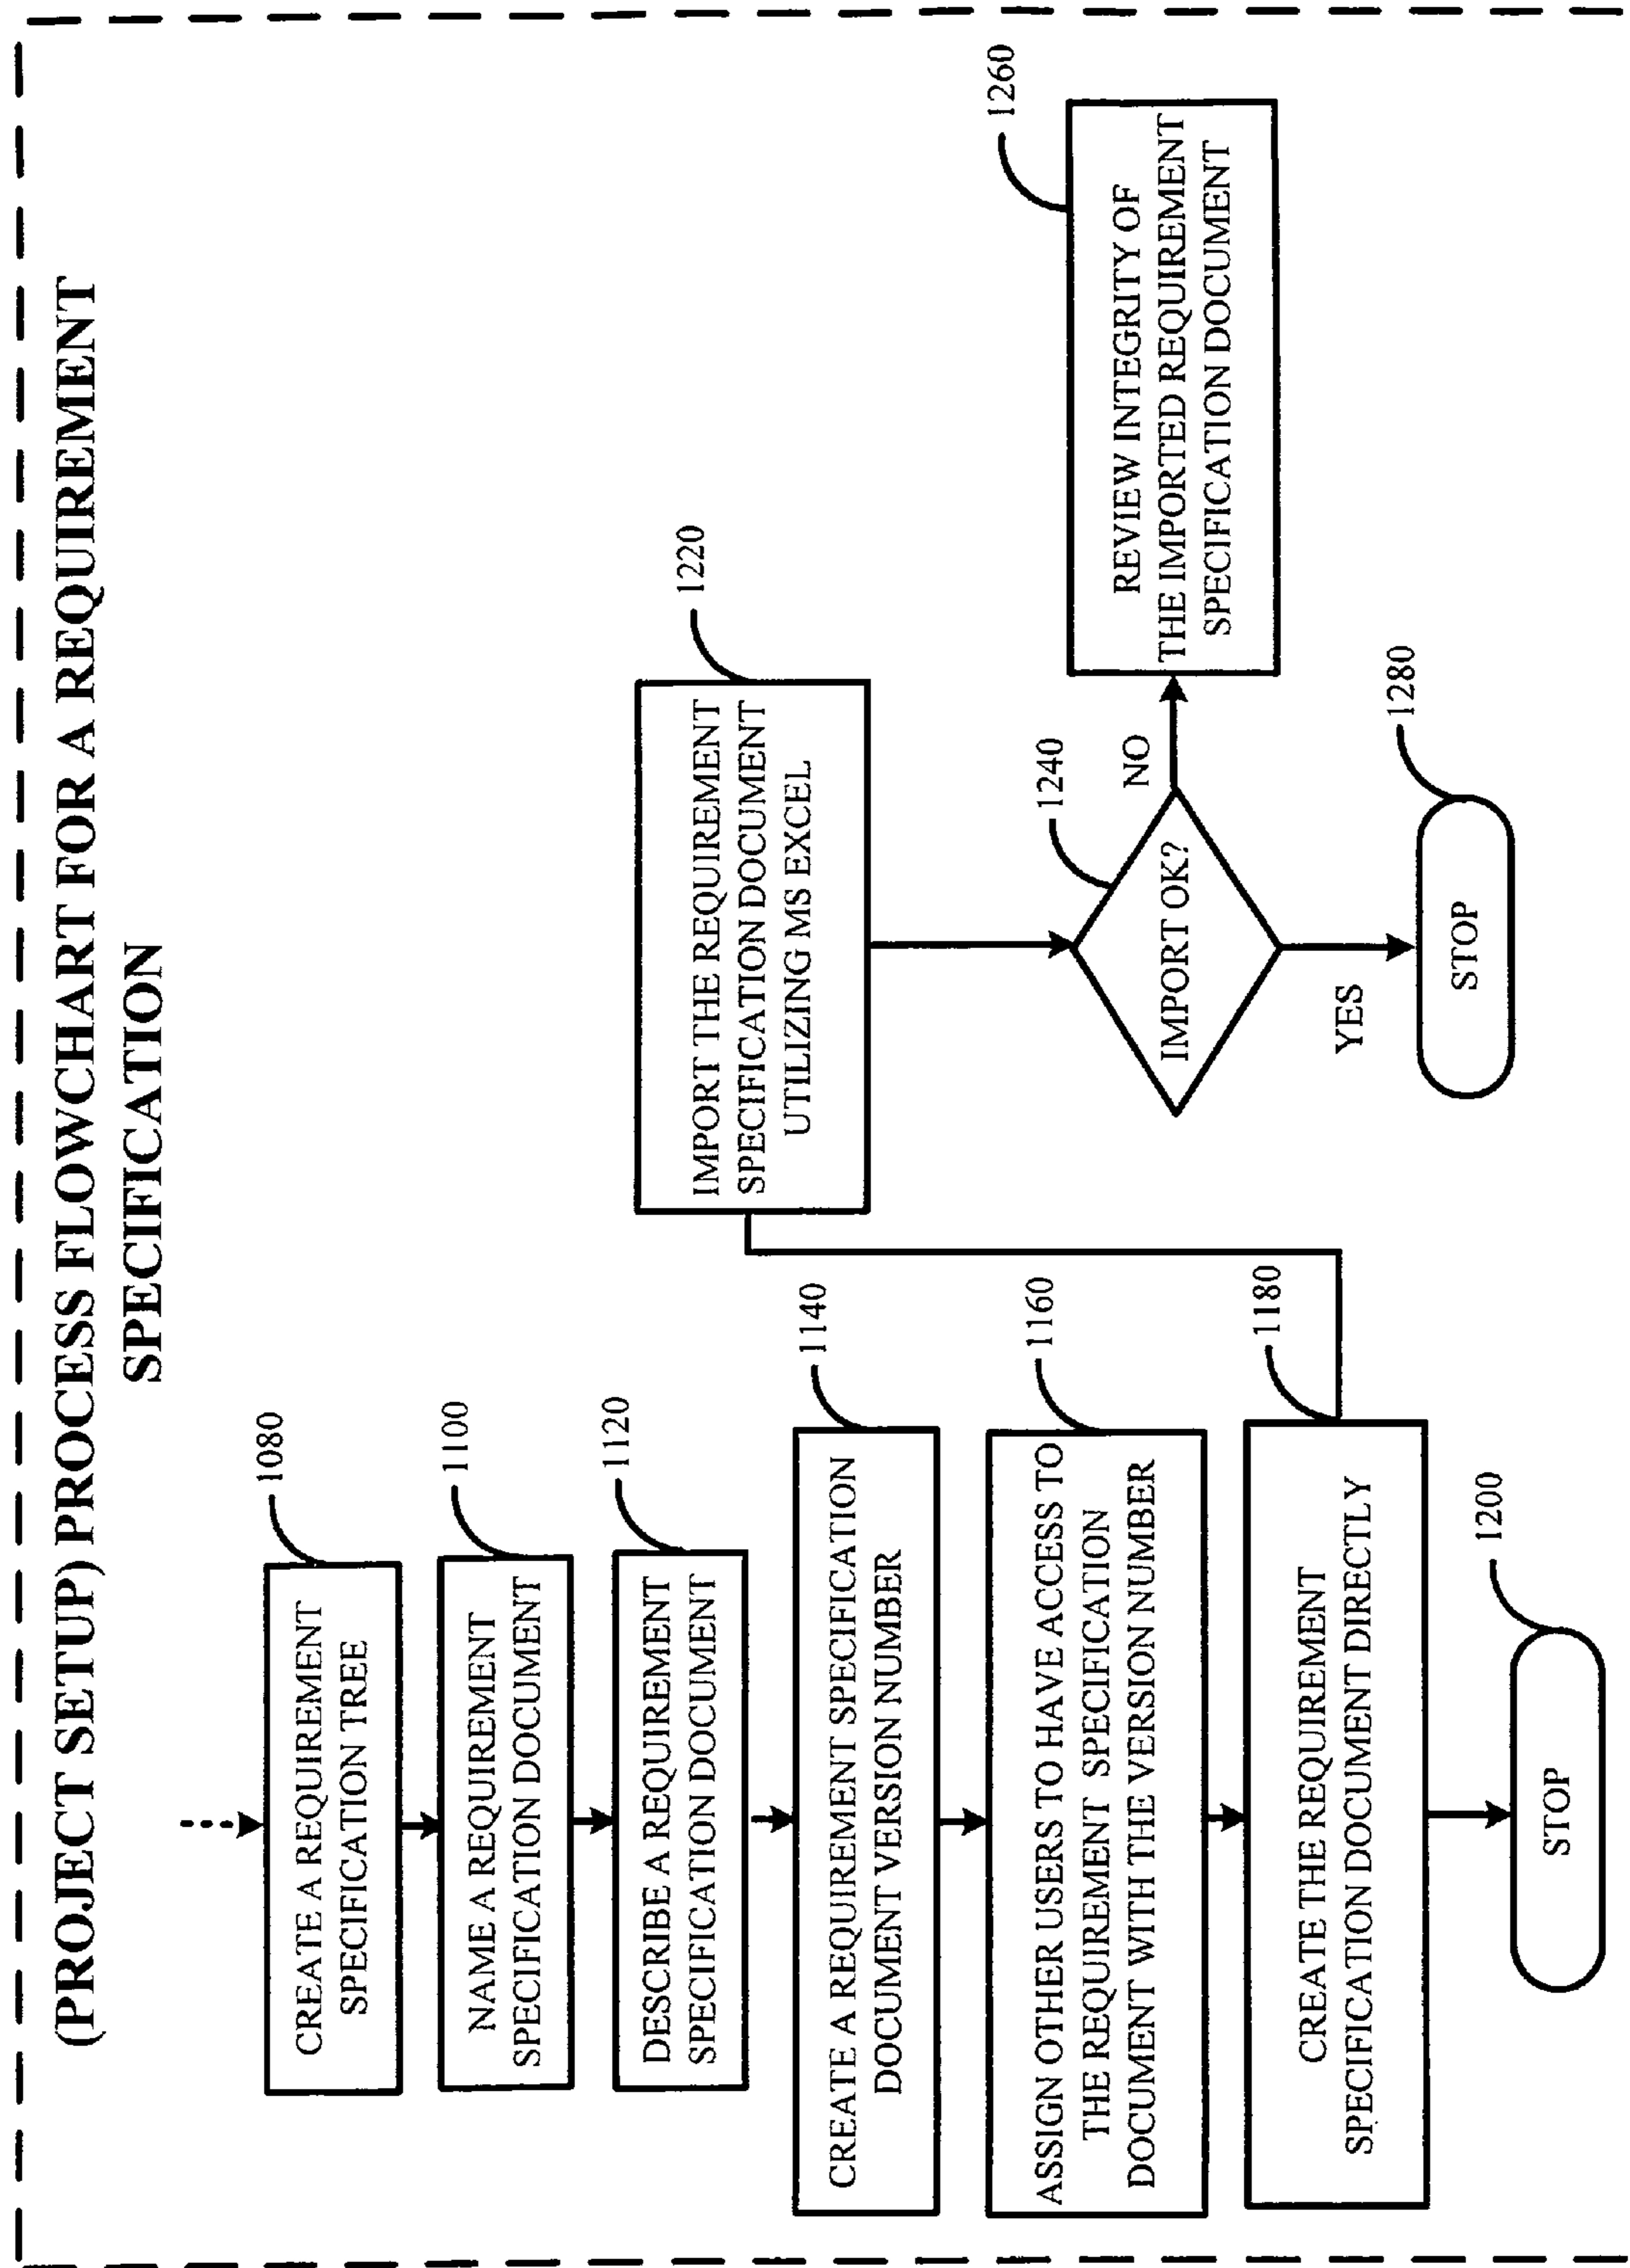 (PROJECT SETUP) PROCESS FLOWCHART FOR A REQUIREMENT
SPECIFICATION
1080
CREATE A REQUIREMENT
SPECIFICATION TREE
1100
NAME A REQUIREMENT
SPECIFICATION DOCUMENT
1120
DESCRIBE A REQUIREMENT
SPECIFICATION DOCUMENT
1140
CREATE A REQUIREMENT SPECIFICATION
DOCUMENT VERSION NUMBER
1160
ASSIGN OTHER USERS TO HAVE ACCESS TO
THE REQUIREMENT SPECIFICATION
DOCUMENT WITH THE VERSION NUMBER
1180
CREATE THE REQUIREMENT
SPECIFICATION DOCUMENT DIRECTLY
1200
STOP
1220
IMPORT THE REQUIREMENT
SPECIFICATION DOCUMENT
UTILIZING MS EXCEL
1240
IMPORT OK?
NO
YES
1260
REVIEW INTEGRITY OF
THE IMPORTED REQUIREMENT
SPECIFICATION DOCUMENT
1280
STOP